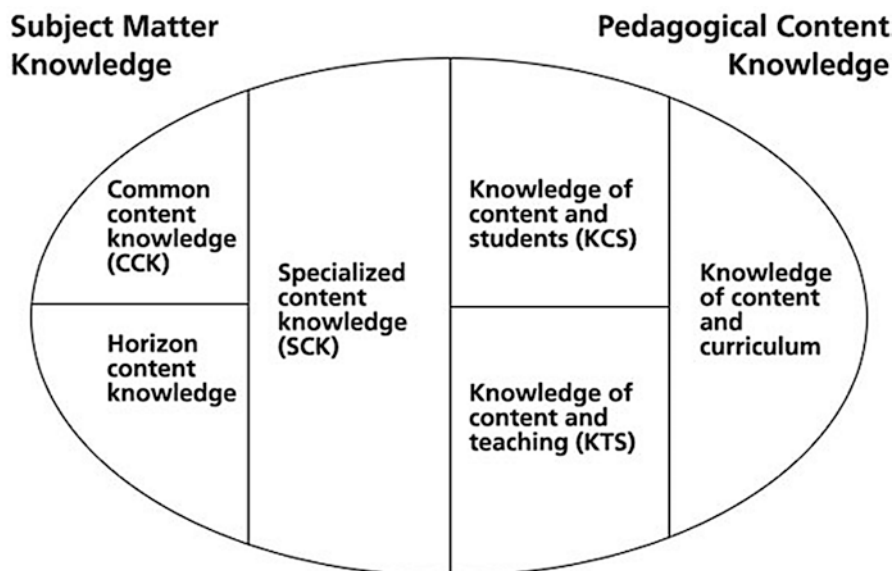 Subject Matter
Knowledge
Pedagogical Content
Knowledge
Common
content
knowledge
(CCK)
Horizon
content
knowledge
Specialized
content
knowledge
(SCK)
Knowledge of
content and
students (KCS)
Knowledge of
content and
teaching (KTS)
Knowledge
of content
and
curriculum